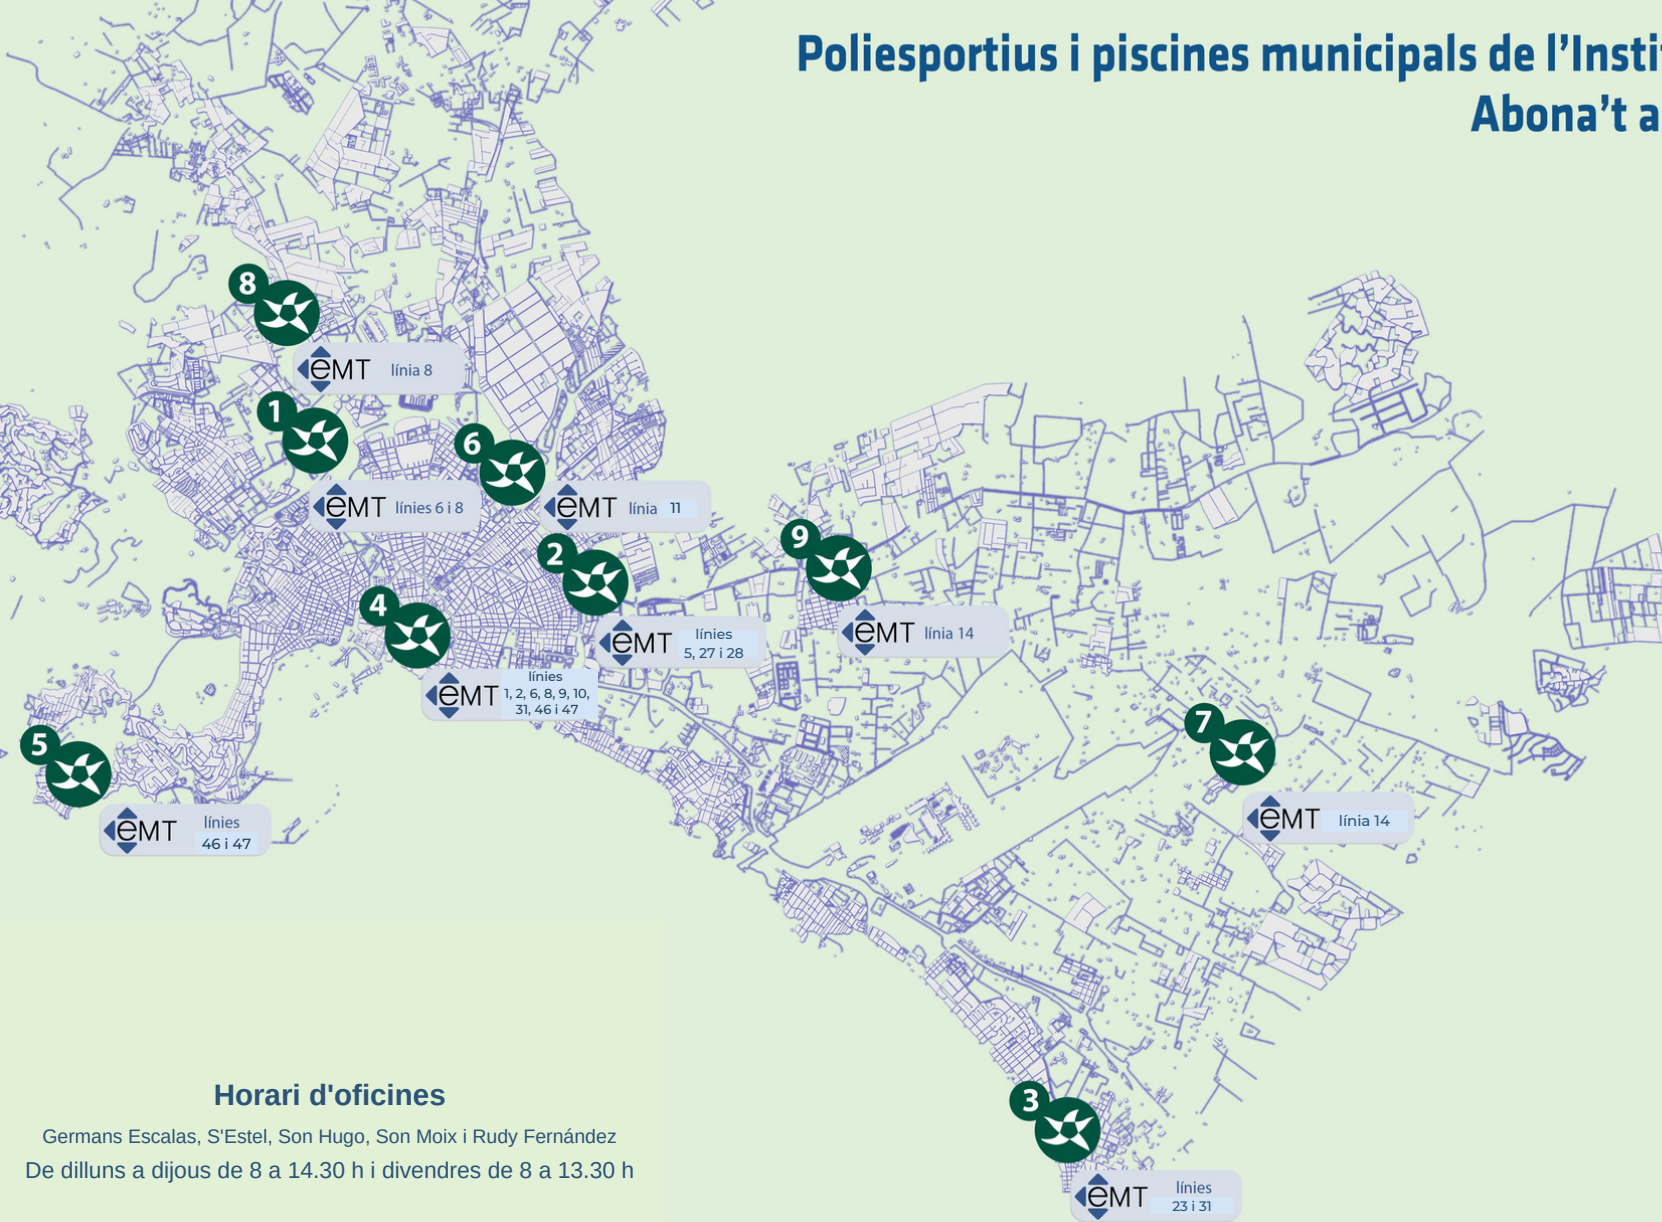 Poliesportius i piscines municipals de l’Insti
Abona’t a
8
EMT línia 8
1
EMT línies 6 i 8
6
EMT línia 11
2
EMT línies
5, 27 i 28
9
EMT línia 14
4
EMT línies
1, 2, 6, 8, 9, 10,
31, 46 i 47
5
EMT línies
46 i 47
7
EMT línia 14
3
EMT línies
23 i 31
Horari d'oficines
Germans Escalas, S'Estel, Son Hugo, Son Moix i Rudy Fernández
De dilluns a dijous de 8 a 14.30 h i divendres de 8 a 13.30 h